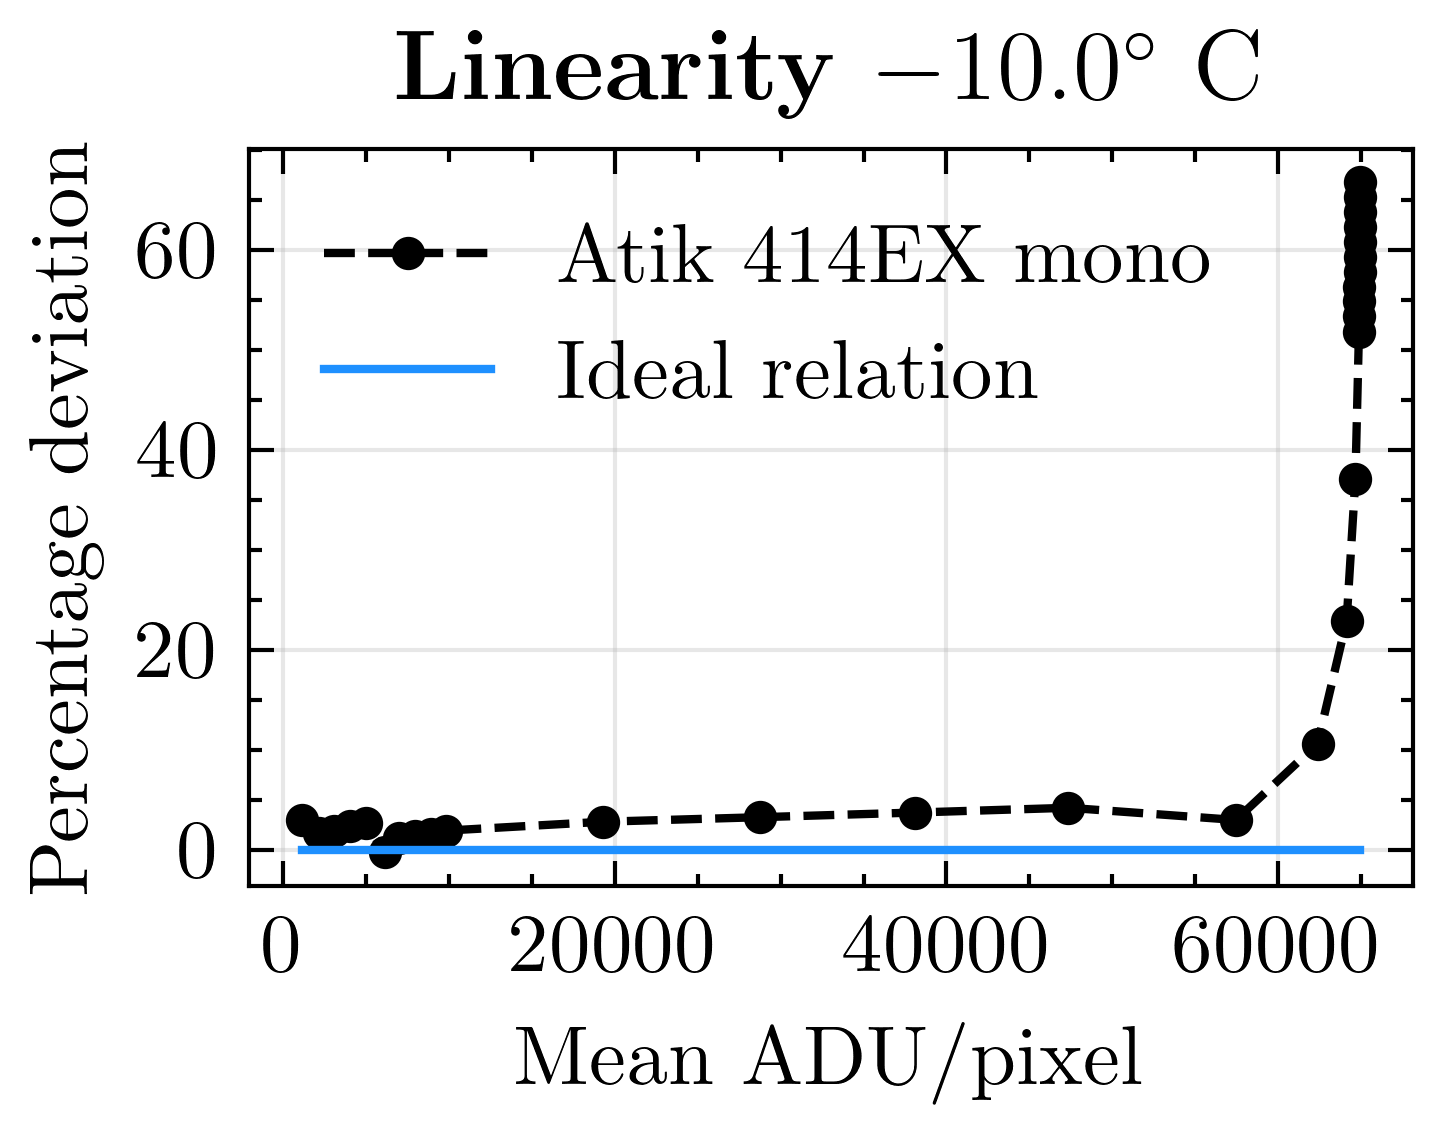 Linearity −10.0° C
Percentage deviation
60
40
20
0
Atik 414EX mono
Ideal relation
0 20000 40000 60000
Mean ADU/pixel